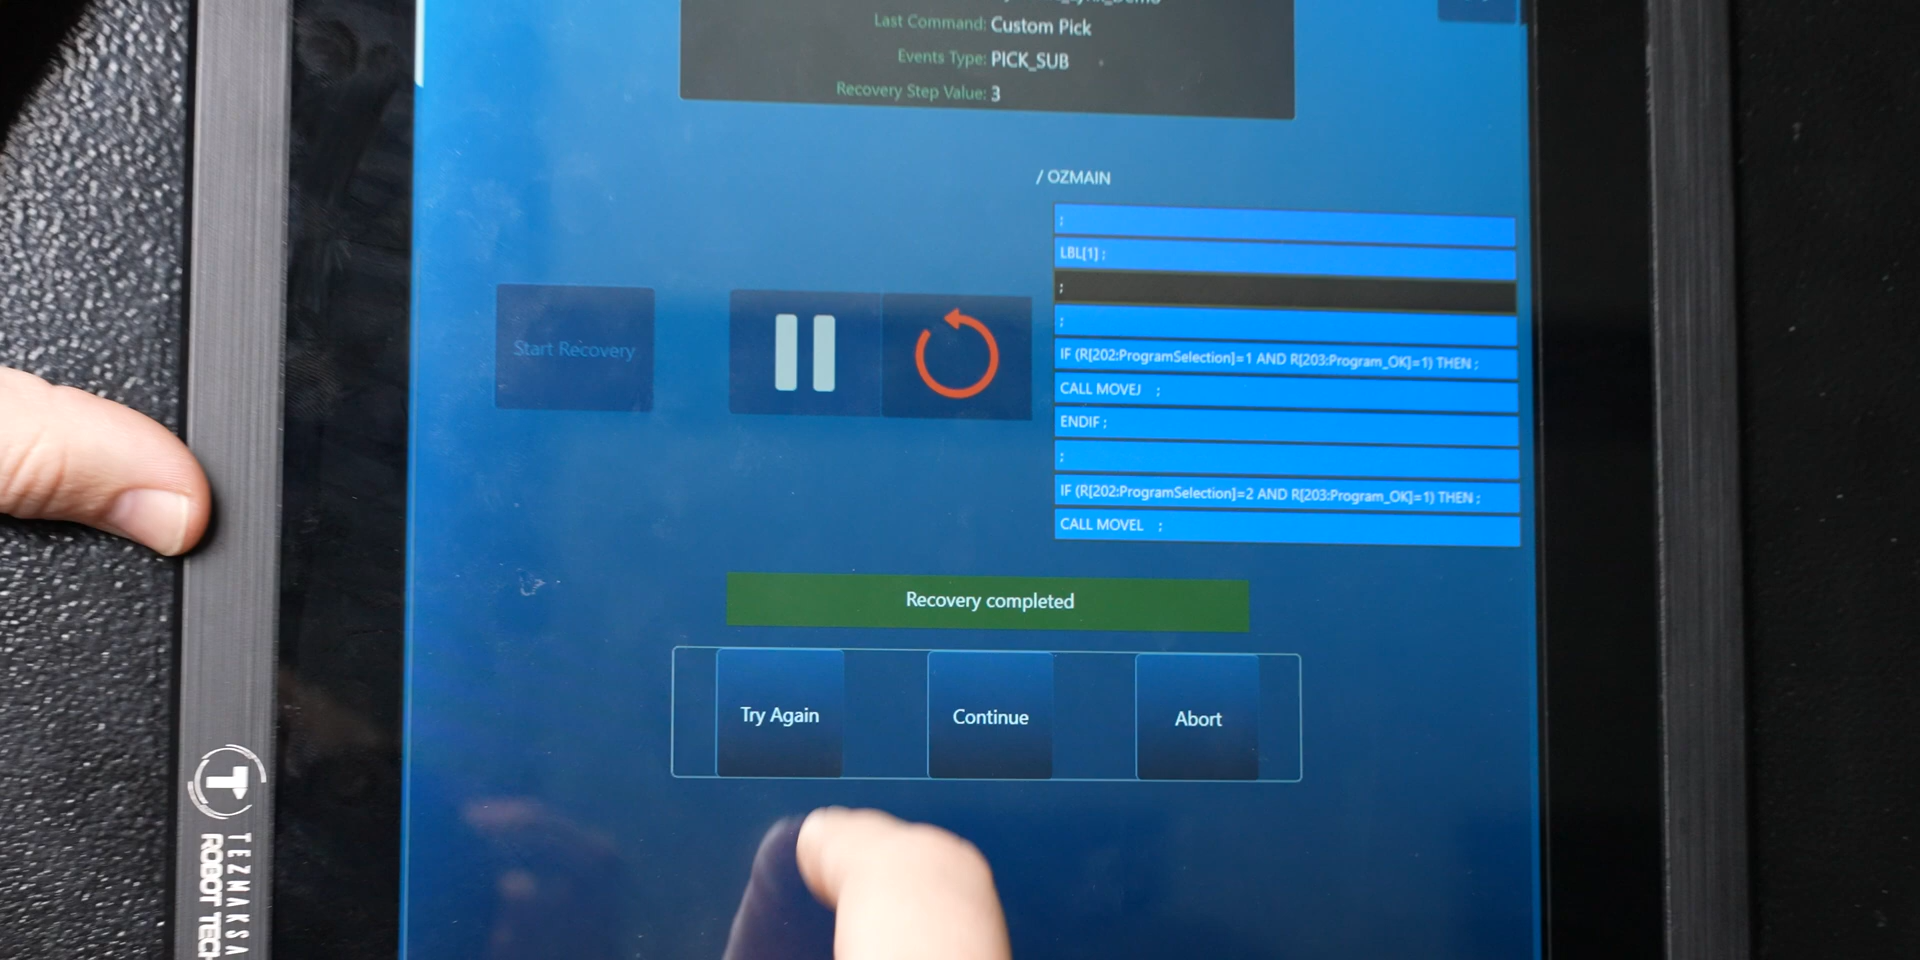 Last Command: Custom Pick
Events Type: PICK_SUB
Recovery Step Value: 3
/ OZMAIN
;
LBL[1] ;
;
;
IF (R[202:ProgramSelection]=1 AND R[203:Program_OK]=1) THEN ;
CALL MOVEJ ;
ENDIF ;
;
IF (R[202:ProgramSelection]=2 AND R[203:Program_OK]=1) THEN ;
CALL MOVEL ;
Start Recovery
Recovery completed
Try Again
Continue
Abort
T
TEZMAKSA
ROBOT TECH